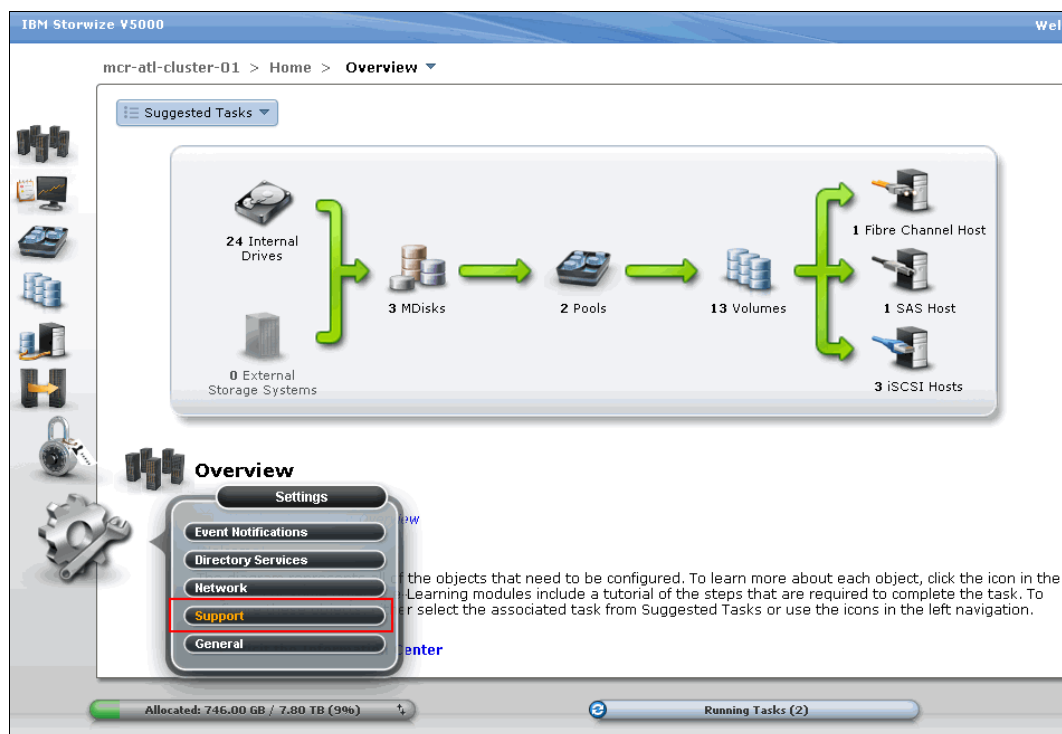 IBM Storwize V5000
Wel
mcr-atl-cluster-01 > Home > Overview
Suggested Tasks
24 Internal
Drives
0 External
Storage Systems
3 MDisks
2 Pools
13 Volumes
1 Fibre Channel Host
1 SAS Host
3 iSCSI Hosts
Overview
Settings
Event Notifications
Directory Services
Network
Support
General
ew
of the objects that need to be configured. To learn more about each object, click the icon in the
-Learning modules include a tutorial of the steps that are required to complete the task. To
er select the associated task from Suggested Tasks or use the icons in the left navigation.
Center
Allocated: 746.00 GB / 7.80 TB (9%)
Running Tasks (2)